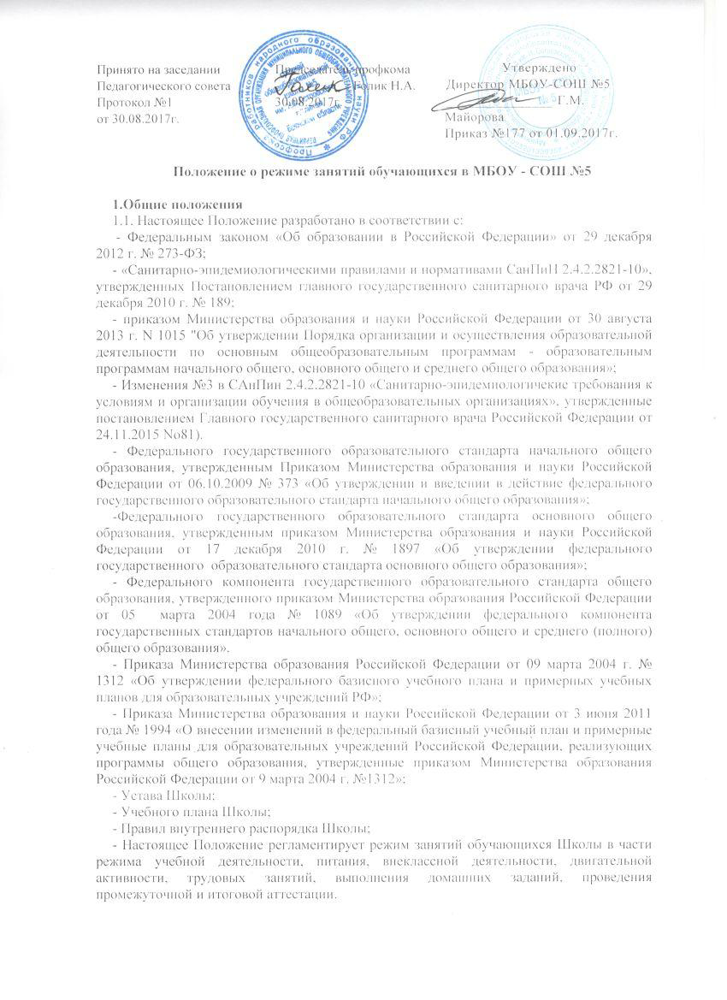 Принято на заседании
Педагогического совета
Протокол №1
от 30.08.2017г.
Председатель профкома
Голик Н.А.
30.08.2017г.
Утверждено
Директор МБОУ-СОШ №5
Г.М.
Майорова
Приказ №177 от 01.09.2017г.
Положение о режиме занятий обучающихся в МБОУ - СОШ №5
1.Общие положения
1.1. Настоящее Положение разработано в соответствии с:
- Федеральным законом «Об образовании в Российской Федерации» от 29 декабря
2012 г. № 273-ФЗ;
- «Санитарно-эпидемиологическими правилами и нормативами СанПиН 2.4.2.2821-10»,
утвержденных Постановлением главного государственного санитарного врача РФ от 29
декабря 2010 г. № 189;
- приказом Министерства образования и науки Российской Федерации от 30 августа
2013 г. N 1015 "Об утверждении Порядка организации и осуществления образовательной
деятельности по основным общеобразовательным программам - образовательным
программам начального общего, основного общего и среднего общего образования»;
- Изменения №3 в САнПин 2.4.2.2821-10 «Санитарно-эпидемиологичекие требования к
условиям и организации обучения в общеобразовательных организациях», утвержденные
постановлением Главного государственного санитарного врача Российской Федерации от
24.11.2015 No81).
- Федерального государственного образовательного стандарта начального общего
образования, утвержденным Приказом Министерства образования и науки Российской
Федерации от 06.10.2009 № 373 «Об утверждении и введении в действие федерального
государственного образовательного стандарта начального общего образования»;
-Федерального государственного образовательного стандарта основного общего
образования, утвержденным приказом Министерства образования и науки Российской
Федерации от 17 декабря 2010 г. № 1897 «Об утверждении федерального
государственного образовательного стандарта основного общего образования»;
- Федерального компонента государственного образовательного стандарта общего
образования, утвержденного приказом Министерства образования Российской Федерации
от 05 марта 2004 года № 1089 «Об утверждении федерального компонента
государственных стандартов начального общего, основного общего и среднего (полного)
общего образования».
- Приказа Министерства образования Российской Федерации от 09 марта 2004 г. №
1312 «Об утверждении федерального базисного учебного плана и примерных учебных
планов для образовательных учреждений РФ»;
- Приказа Министерства образования и науки Российской Федерации от 3 июня 2011
года № 1994 «О внесении изменений в федеральный базисный учебный план и примерные
учебные планы для образовательных учреждений Российской Федерации, реализующих
программы общего образования, утвержденные приказом Министерства образования
Российской Федерации от 9 марта 2004 г. №1312»;
- Устава Школы;
- Учебного плана Школы;
- Правил внутреннего распорядка Школы;
- Настоящее Положение регламентирует режим занятий обучающихся Школы в части
режима учебной деятельности, питания, внеклассной деятельности, двигательной
активности, трудовых занятий, выполнения домашних заданий, проведения
промежуточной и итоговой аттестации.